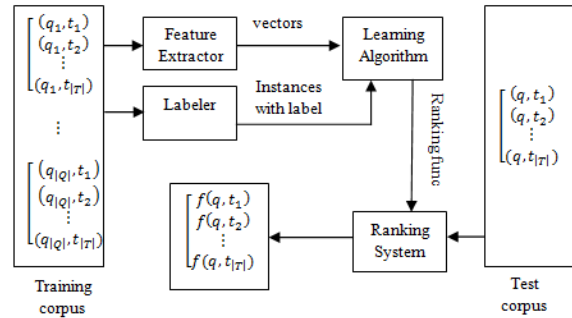 (q₁, t₁)
(q₁, t₂)
⋮
(q₁, t|T|)
⋮
(q|Q|, t₁)
(q|Q|, t₂)
⋮
(q|Q|, t|T|)
Training
corpus
Feature
Extractor
vectors
Labeler
Instances
with label
Learning
Algorithm
Rankingfunc
f(q, t₁)
f(q, t₂)
⋮
f(q, t|T|)
Ranking
System
(q, t₁)
(q, t₂)
⋮
(q, t|T|)
Test
corpus